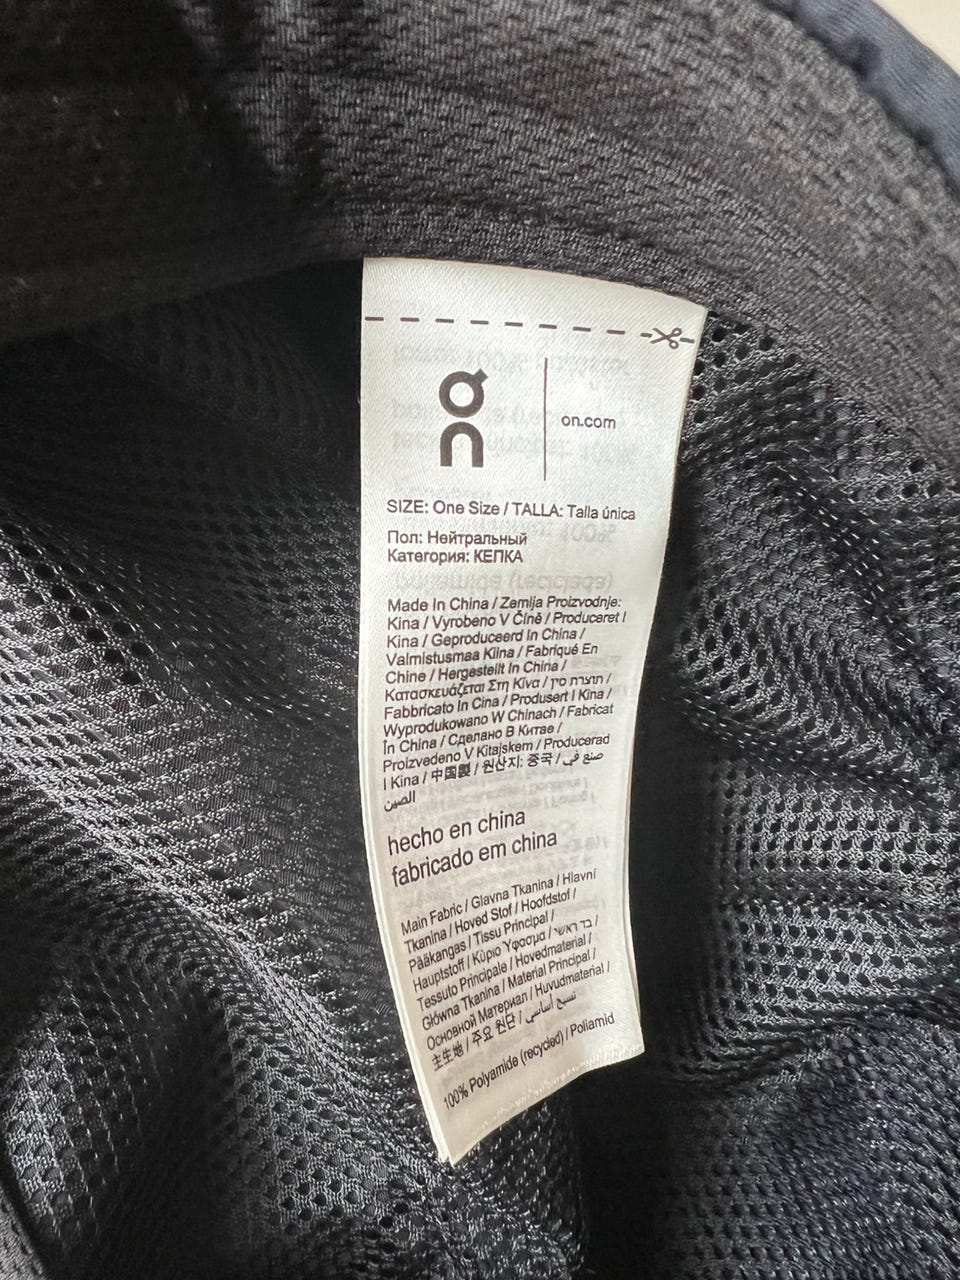 on
on.com
SIZE: One Size / TALLA: Talla única
Пол: Нейтральный
Категория: КЕПКА
Made In China / Zemlja Proizvodnje:
Kina / Vyrobeno V Číně / Produceret I
Kina / Geproduceerd In China /
Valmistusmaa Kiina / Fabriqué En
Chine / Hergestellt In China /
Κατασκευάζεται Στη Κίνα / תוצרת סין /
Fabbricato In Cina / Produsert I Kina /
Wyprodukowano W Chinach / Fabricat
În China / Сделано В Китае /
Proizvedeno V Kitajskem / Producerad
I Kina / 中国製 / 원산지: 중국 / صنع في
الصين
hecho en china
fabricado em china
Main Fabric / Glavna Tkanina / Hlavní
Tkanina / Hoved Stof / Hoofdstof /
Pääkangas / Tissu Principal /
Hauptstoff / Κύριο Ύφασμα / בד ראשי /
Tessuto Principale / Hovedmaterial /
Główna Tkanina / Material Principal /
Основной Материал / Huvudmaterial /
主生地 / 주요 원단 / نسيج أساسي /
100% Polyamide (recycled) / Poliamid